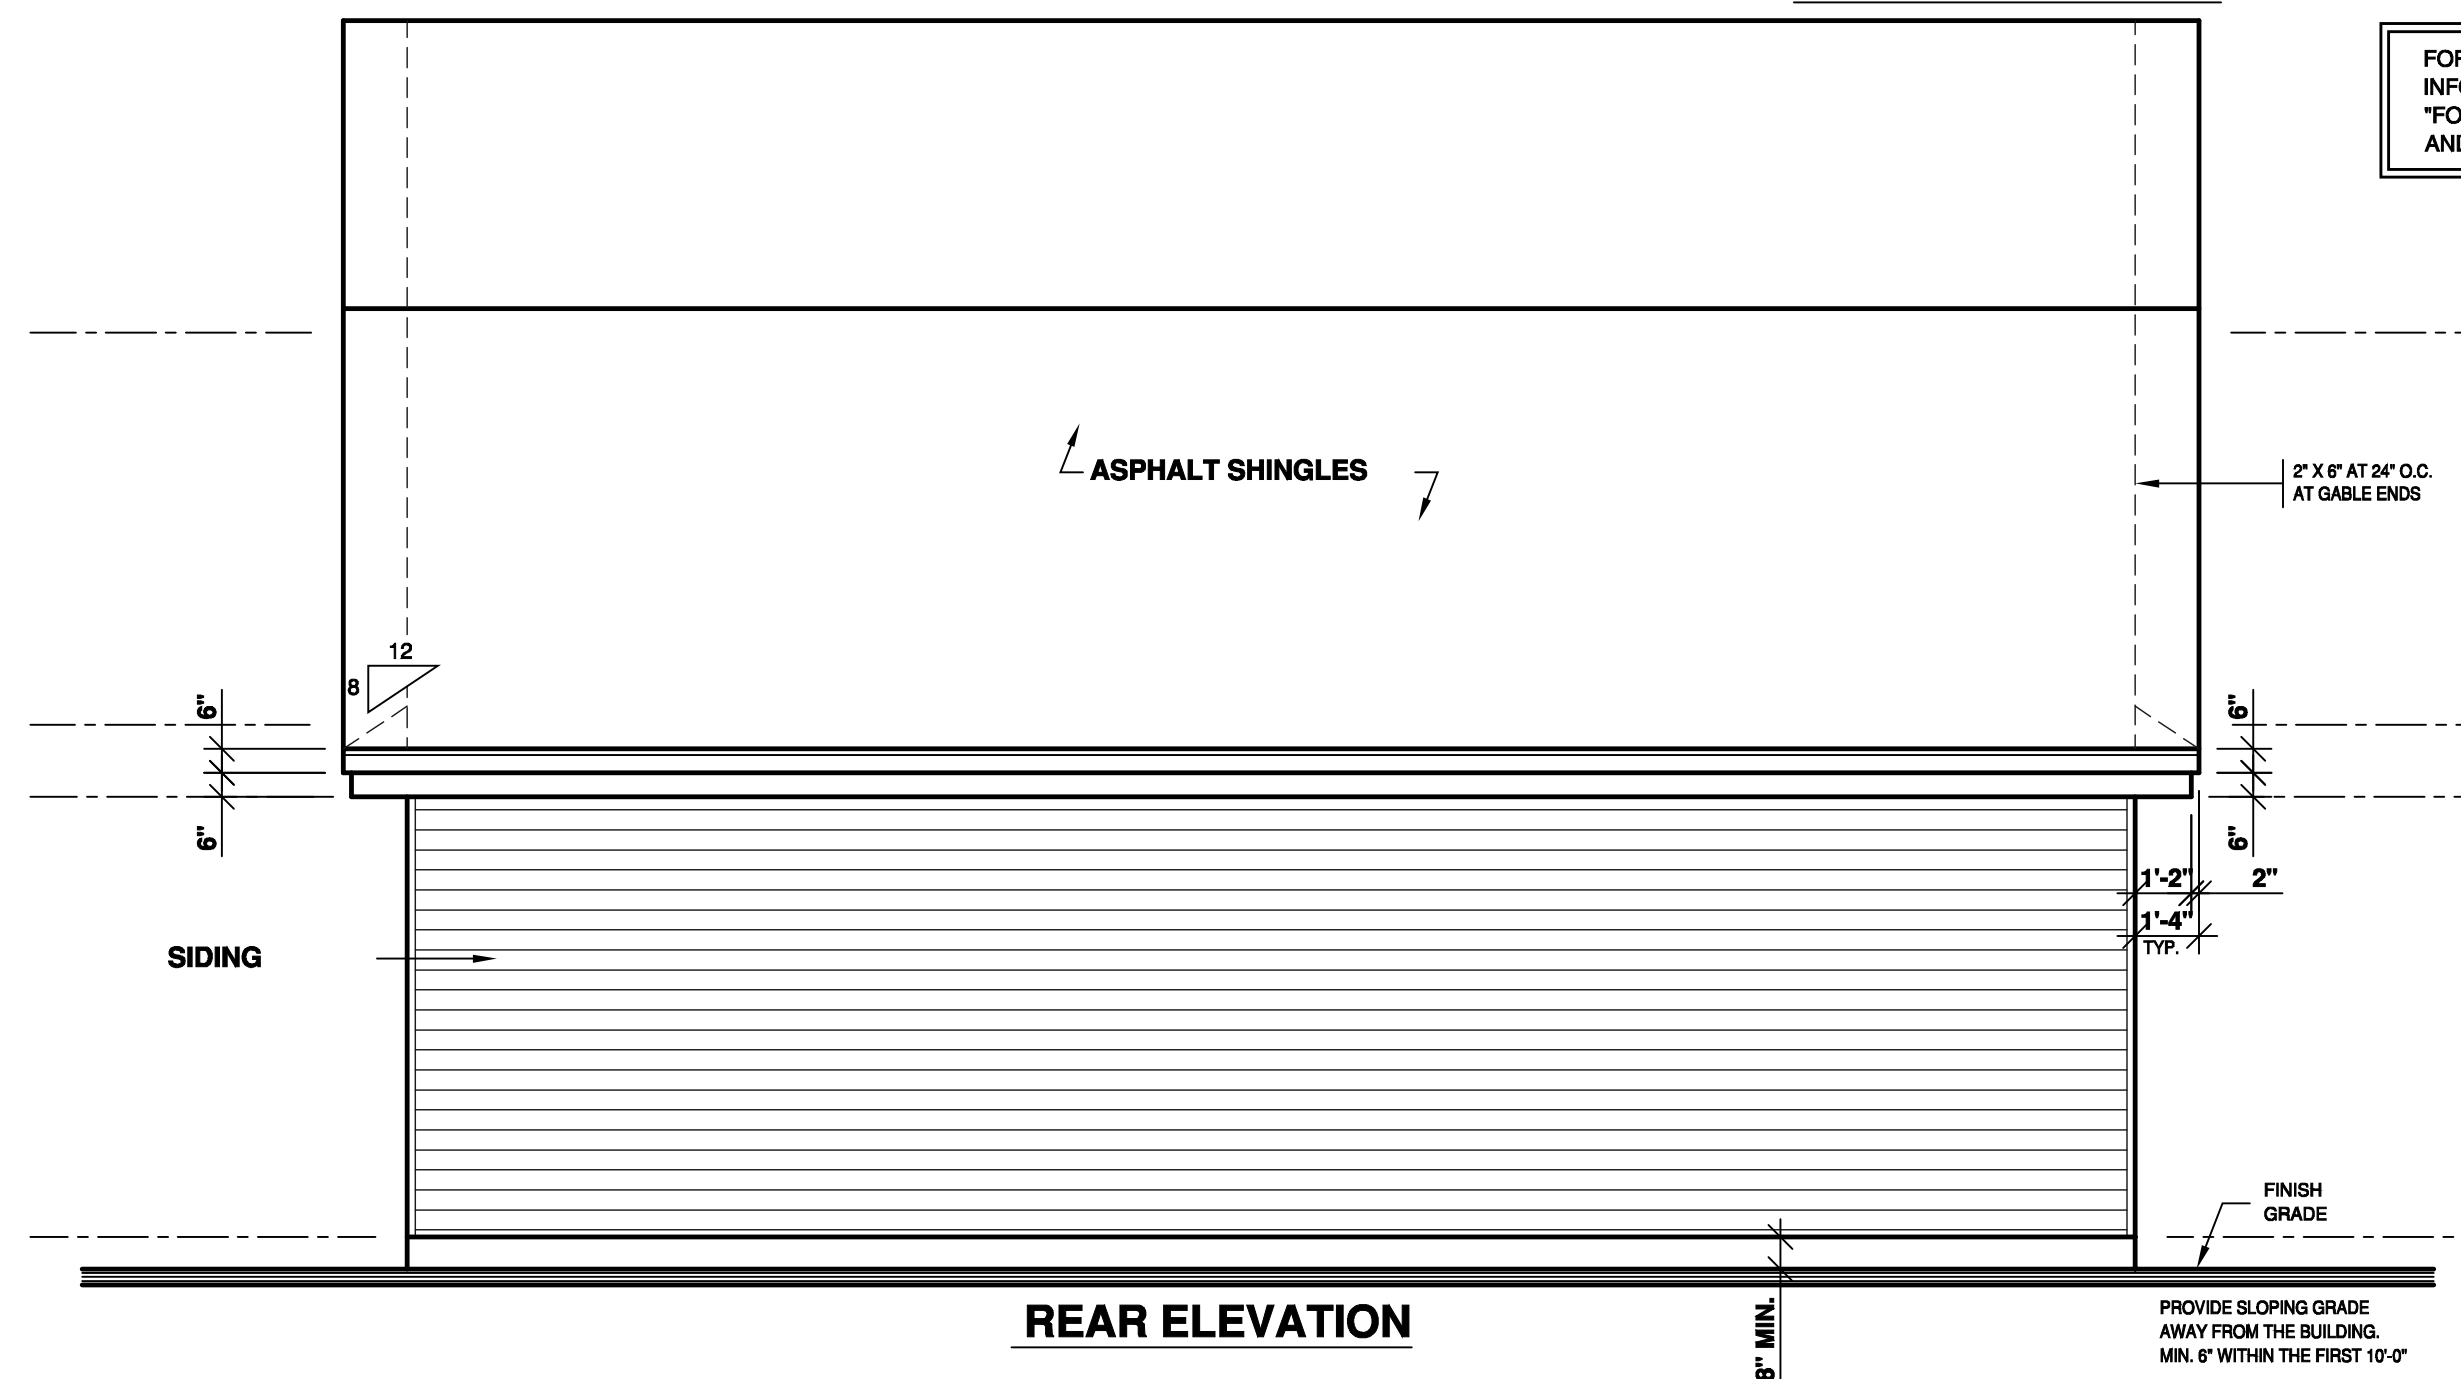 ASPHALT SHINGLES
2" X 6" AT 24" O.C.
AT GABLE ENDS
12
8
6"
6"
6"
6"
1'-2"
2"
1'-4"
TYP.
SIDING
FINISH
GRADE
8" MIN.
REAR ELEVATION
PROVIDE SLOPING GRADE
AWAY FROM THE BUILDING.
MIN. 6" WITHIN THE FIRST 10'-0"